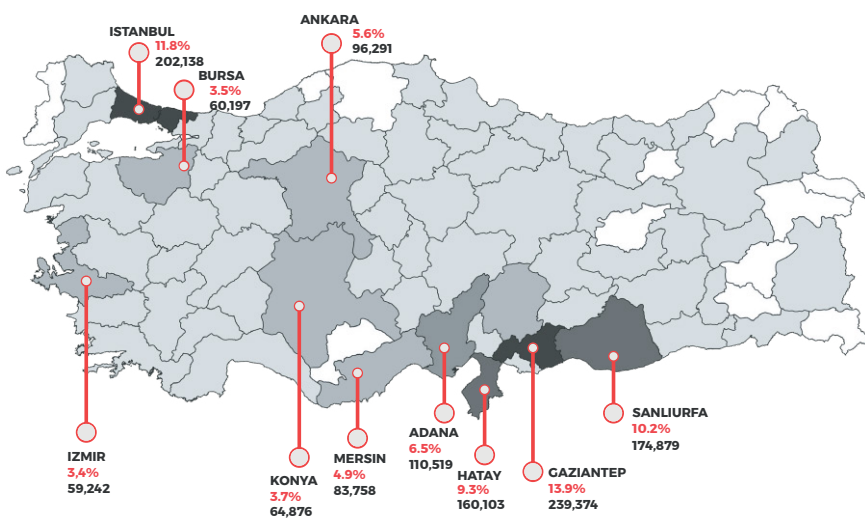 ANKARA
5.6%
96,291
ISTANBUL
11.8%
202,138
BURSA
3.5%
60,197
SANLIURFA
10.2%
174,879
ADANA
6.5%
110,519
IZMIR
3,4%
59,242
MERSIN
4.9%
83,758
KONYA
3.7%
64,876
HATAY
9.3%
160,103
GAZIANTEP
13.9%
239,374